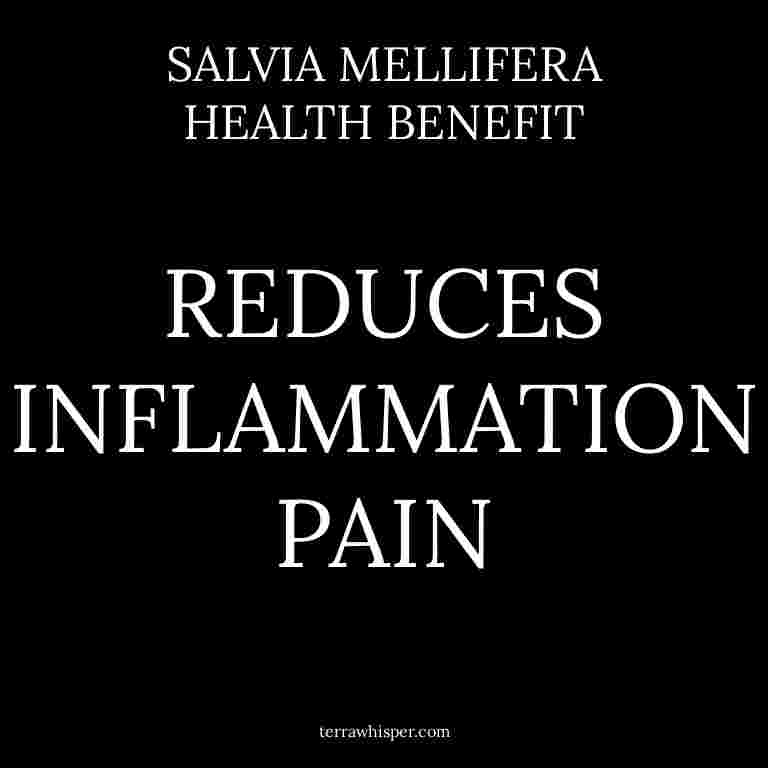 SALVIA MELLIFERA
HEALTH BENEFIT
REDUCES
INFLAMMATION
PAIN
terrawhisper.com